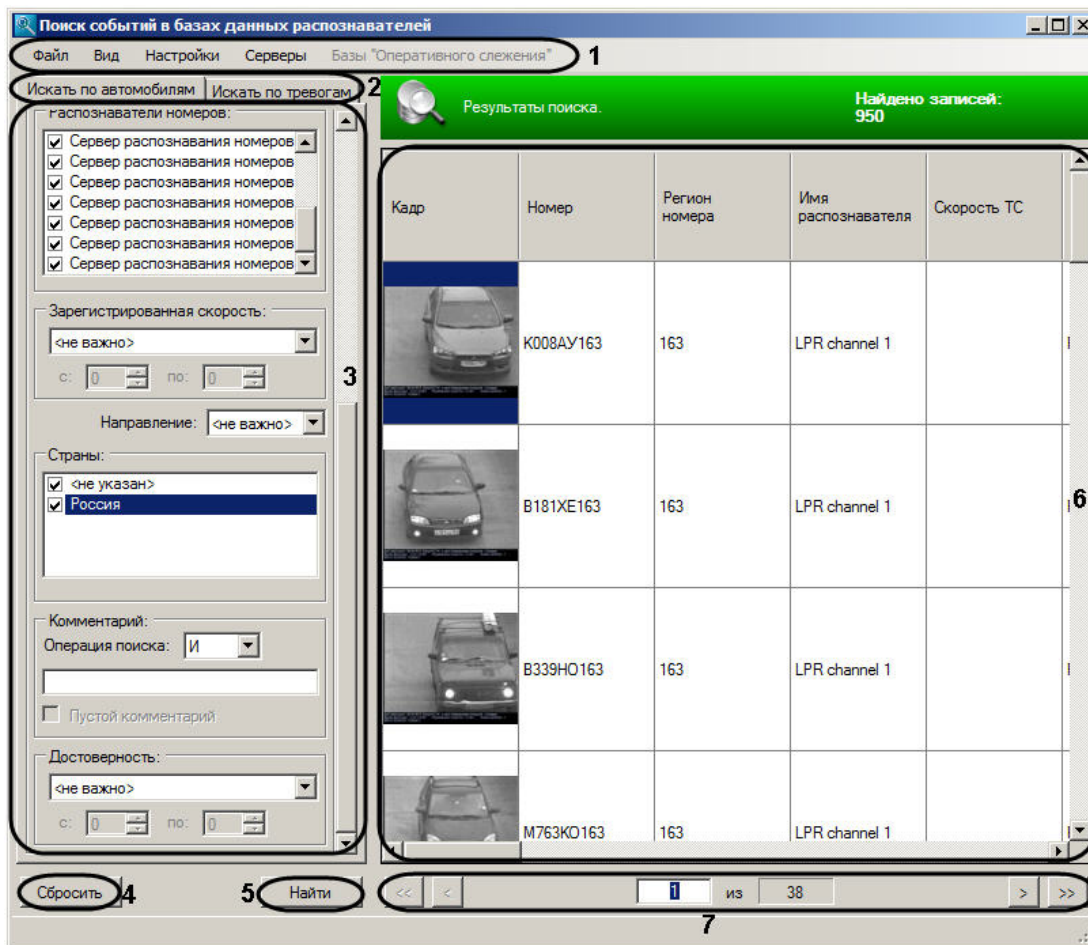 Поиск событий в базах данных распознавателей
Файл Вид Настройки Серверы Базы "Оперативного слежения" 1
Искать по автомобилям Искать по тревогам 2
Распознаватели номеров:
Сервер распознавания номеров
Сервер распознавания номеров
Сервер распознавания номеров
Сервер распознавания номеров
Сервер распознавания номеров
Сервер распознавания номеров
Сервер распознавания номеров
Зарегистрированная скорость:
<не важно>
с: 0 по: 0
3
Направление: <не важно>
Страны:
<не указан>
Россия
Комментарий:
Операция поиска: И
Пустой комментарий
Достоверность:
<не важно>
с: 0 по: 0
Сбросить 4
5 Найти
Результаты поиска.
Найдено записей:
950
Кадр Номер Регион номера Имя распознавателя Скорость ТС
К008АУ163 163 LPR channel 1
В181ХЕ163 163 LPR channel 1
6
В339НО163 163 LPR channel 1
М763КО163 163 LPR channel 1
<< < 1 из 38 > >>
7